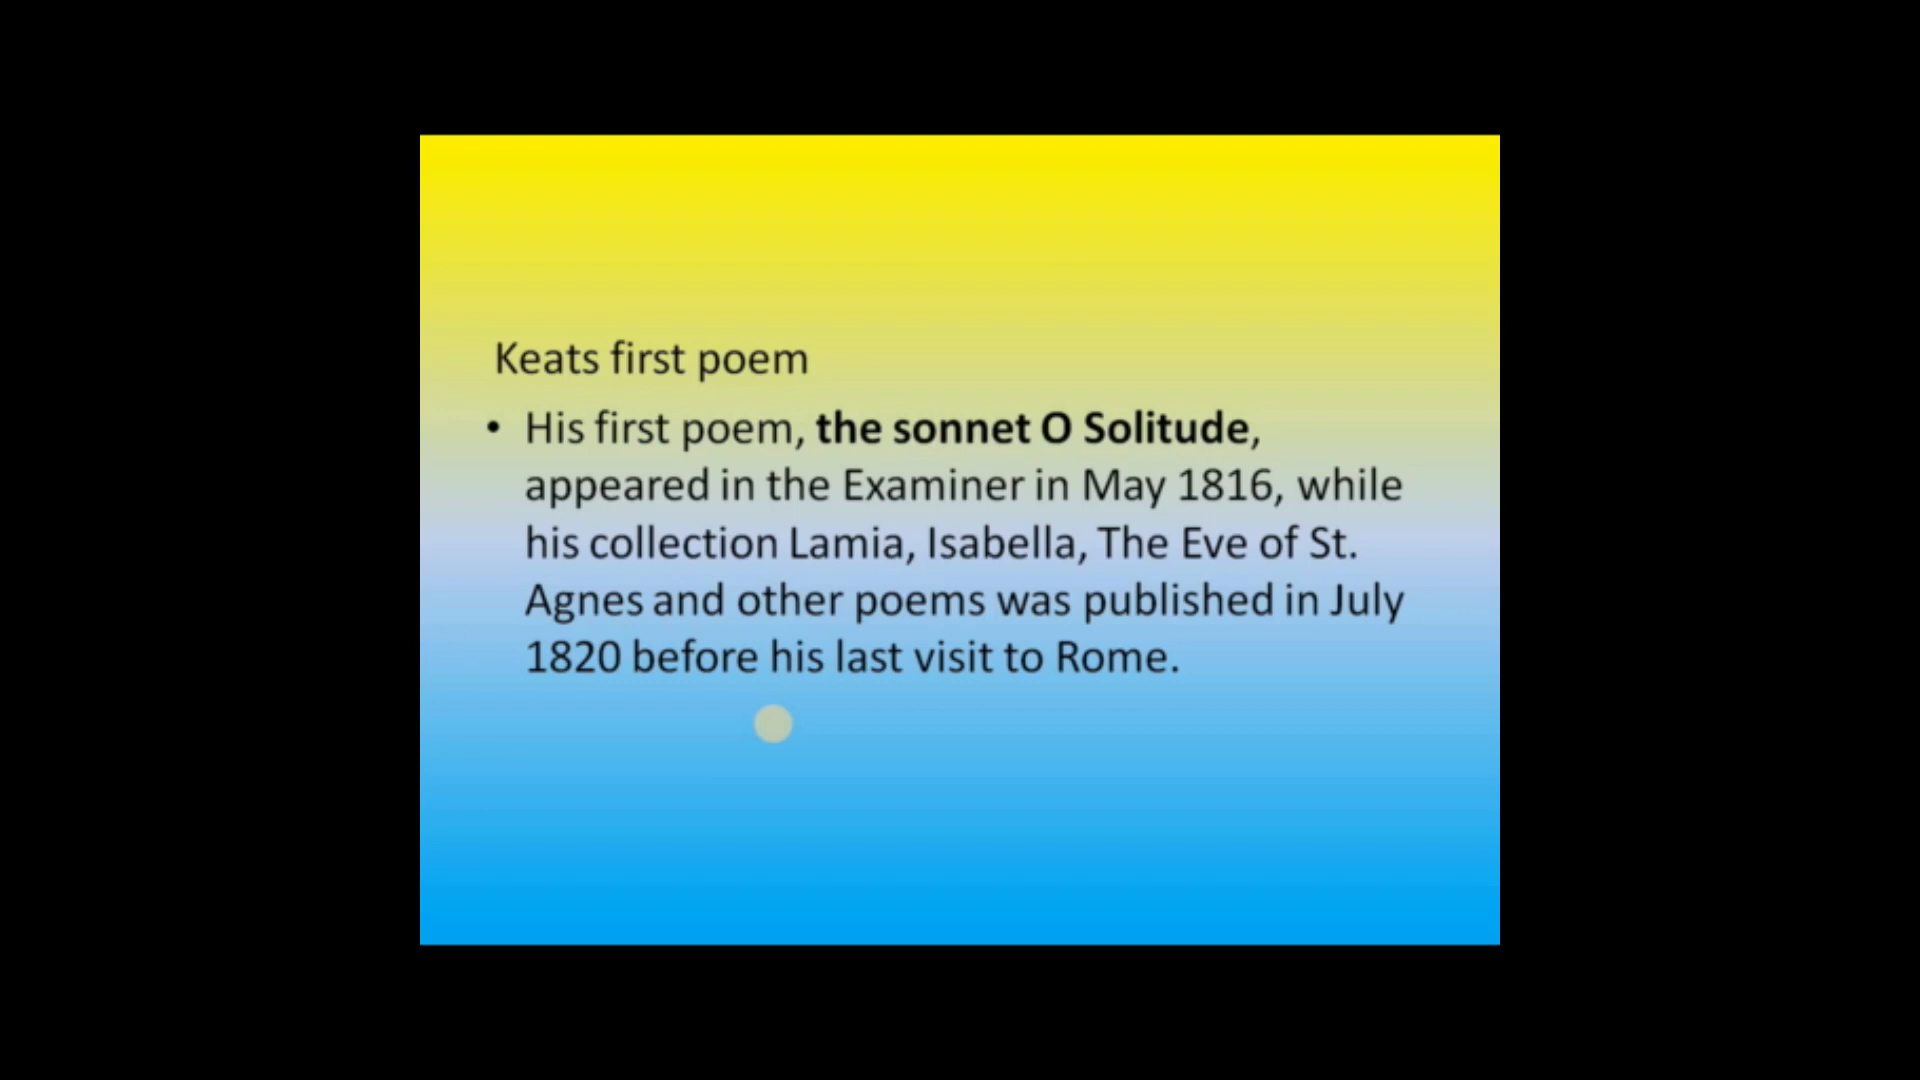 Keats first poem
• His first poem, the sonnet O Solitude,
appeared in the Examiner in May 1816, while
his collection Lamia, Isabella, The Eve of St.
Agnes and other poems was published in July
1820 before his last visit to Rome.